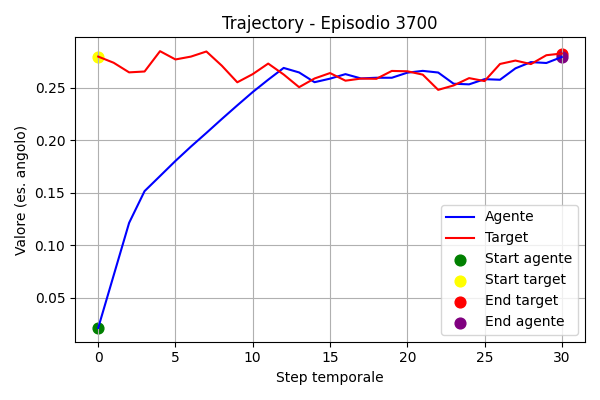 Trajectory - Episodio 3700
Valore (es. angolo)
0.25
0.20
0.15
0.10
0.05
0
5
10
15
20
25
30
Step temporale
Agente
Target
Start agente
Start target
End target
End agente